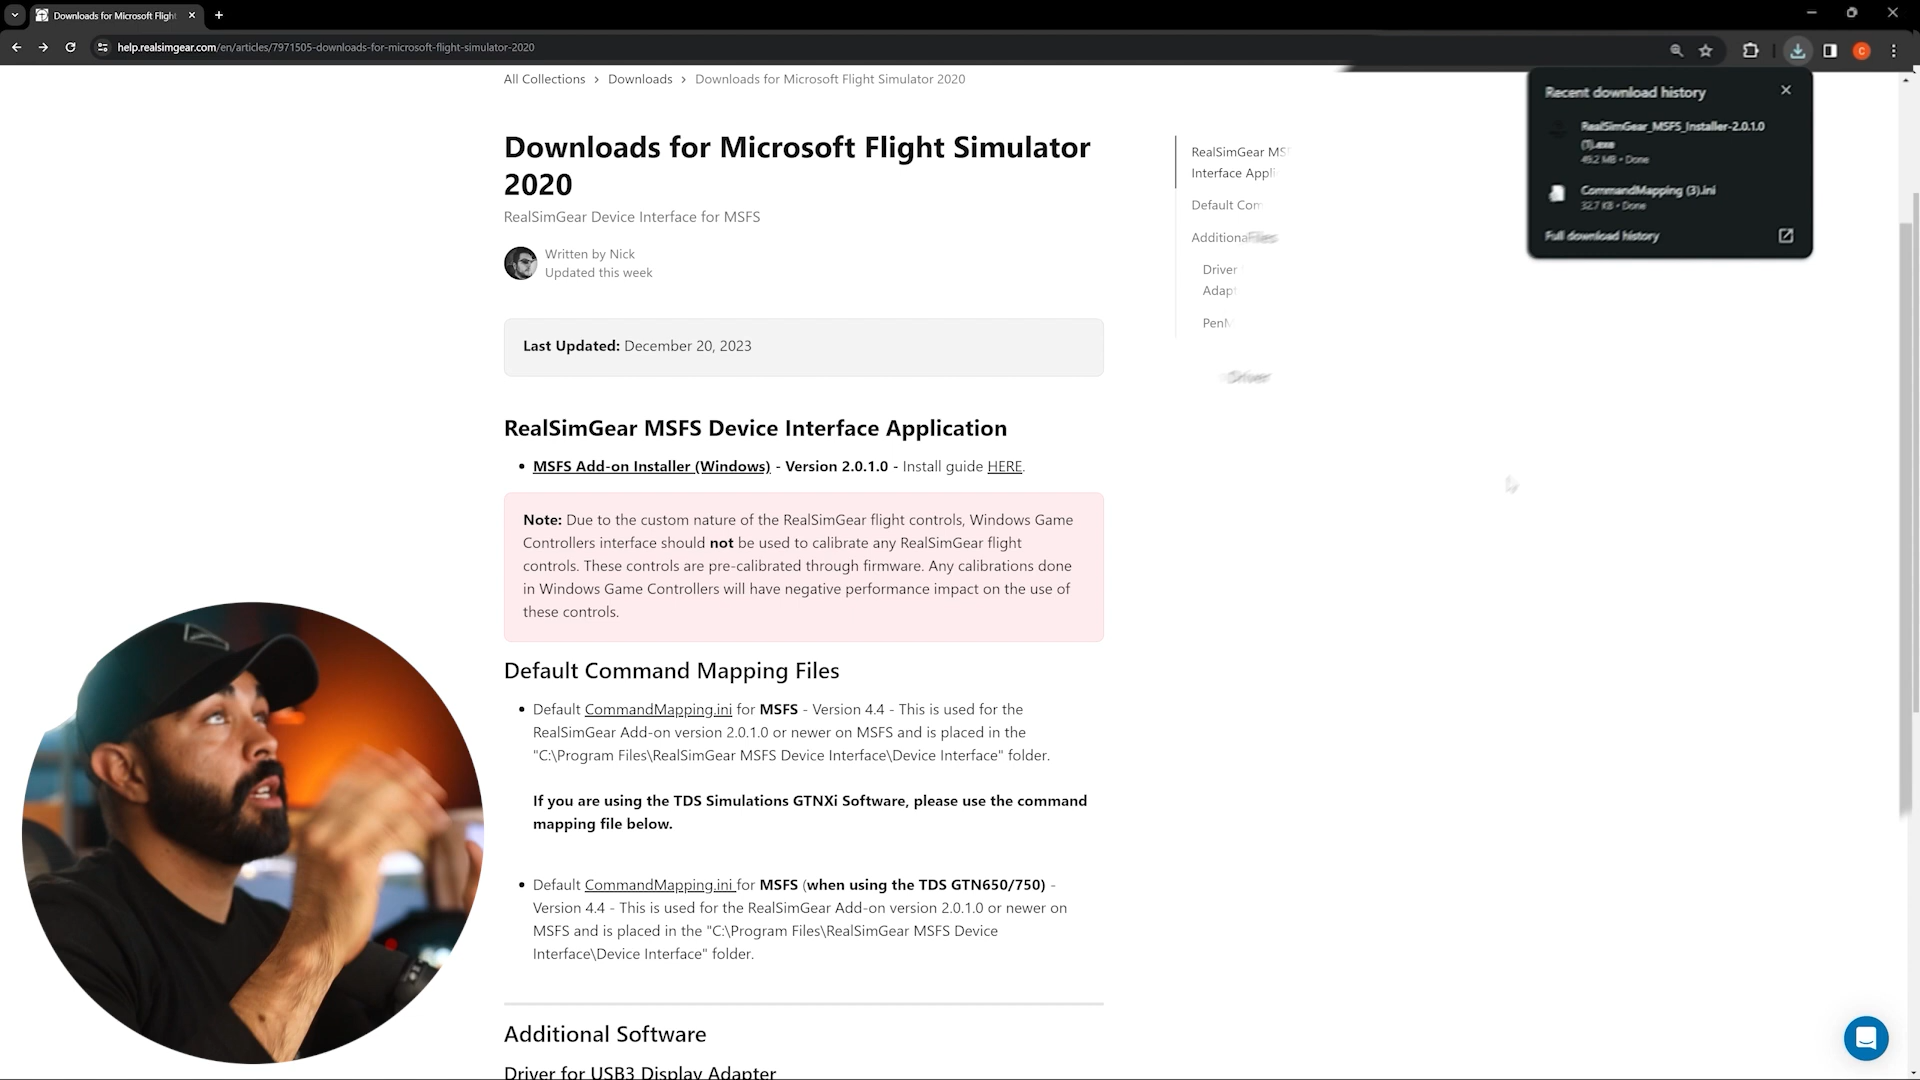 Downloads for Microsoft Flight
help.realsimgear.com/en/articles/7971505-downloads-for-microsoft-flight-simulator-2020
C
All Collections > Downloads > Downloads for Microsoft Flight Simulator 2020
Downloads for Microsoft Flight Simulator
2020
RealSimGear Device Interface for MSFS
Written by Nick
Updated this week
Last Updated: December 20, 2023
RealSimGear MSFS Device Interface Application
• MSFS Add-on Installer (Windows) - Version 2.0.1.0 - Install guide HERE.
Note: Due to the custom nature of the RealSimGear flight controls, Windows Game
Controllers interface should not be used to calibrate any RealSimGear flight
controls. These controls are pre-calibrated through firmware. Any calibrations done
in Windows Game Controllers will have negative performance impact on the use of
these controls.
Default Command Mapping Files
• Default CommandMapping.ini for MSFS - Version 4.4 - This is used for the
RealSimGear Add-on version 2.0.1.0 or newer on MSFS and is placed in the
"C:\Program Files\RealSimGear MSFS Device Interface\Device Interface" folder.
If you are using the TDS Simulations GTNXi Software, please use the command
mapping file below.
• Default CommandMapping.ini for MSFS (when using the TDS GTN650/750) -
Version 4.4 - This is used for the RealSimGear Add-on version 2.0.1.0 or newer on
MSFS and is placed in the "C:\Program Files\RealSimGear MSFS Device
Interface\Device Interface" folder.
Additional Software
Driver for USB3 Display Adapter
RealSimGear MSF
Interface Appli
Default Com
Additional Files
Driver
Adapt
Pen
Driver
Recent download history
RealSimGear_MSFS_Installer-2.0.1.0
(1).exe
49.2 MB • Done
CommandMapping (3).ini
32.7 KB • Done
Full download history